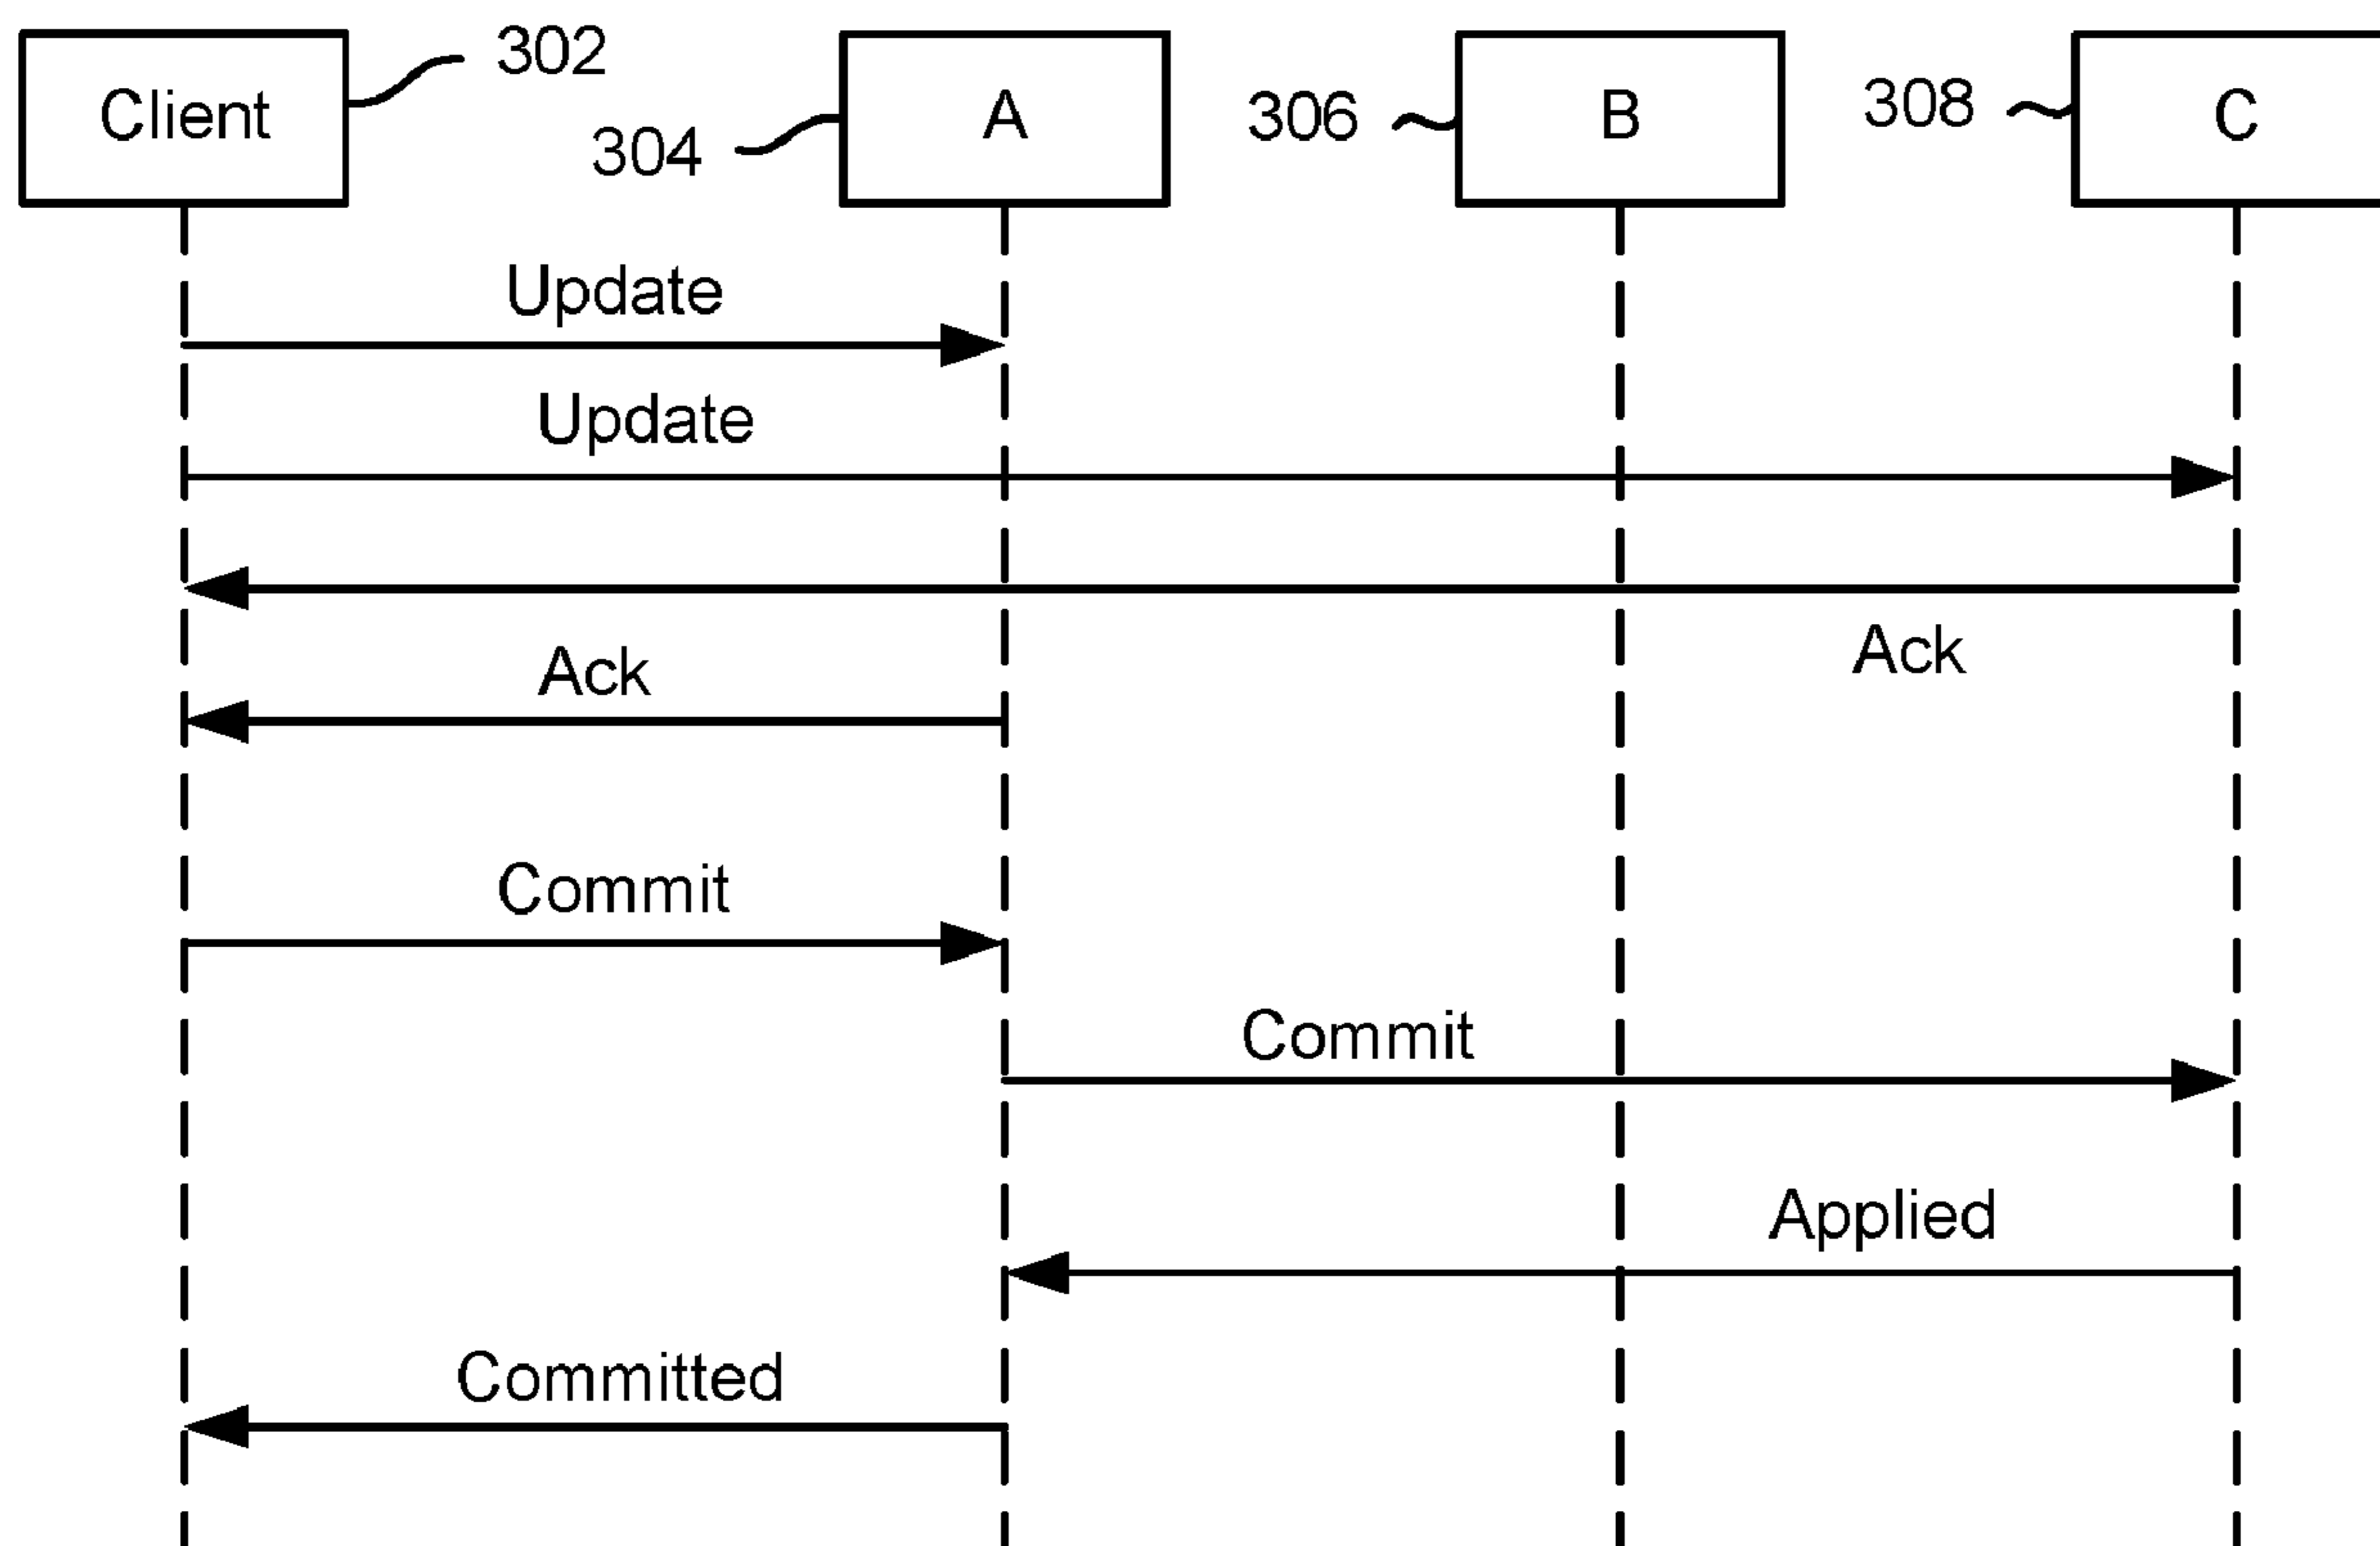 Client
302
304
A
306
B
308
C
Update
Update
Ack
Ack
Commit
Commit
Applied
Committed